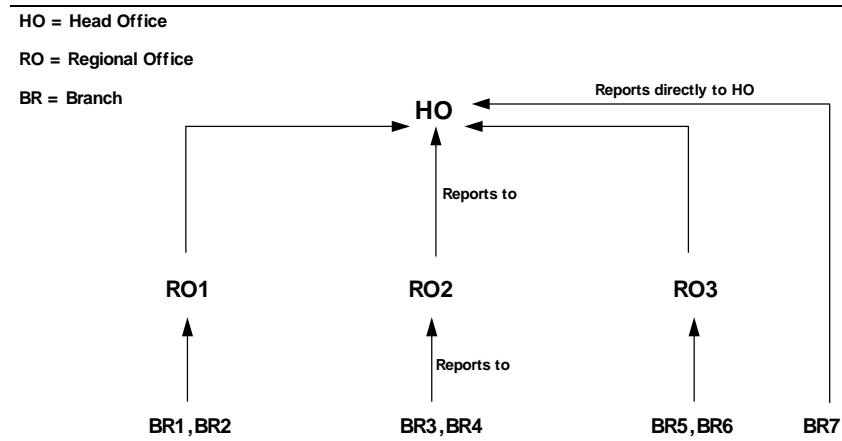 HO = Head Office
RO = Regional Office
BR = Branch
Reports directly to HO
HO
Reports to
RO1
RO2
RO3
Reports to
BR1,BR2
BR3,BR4
BR5,BR6
BR7